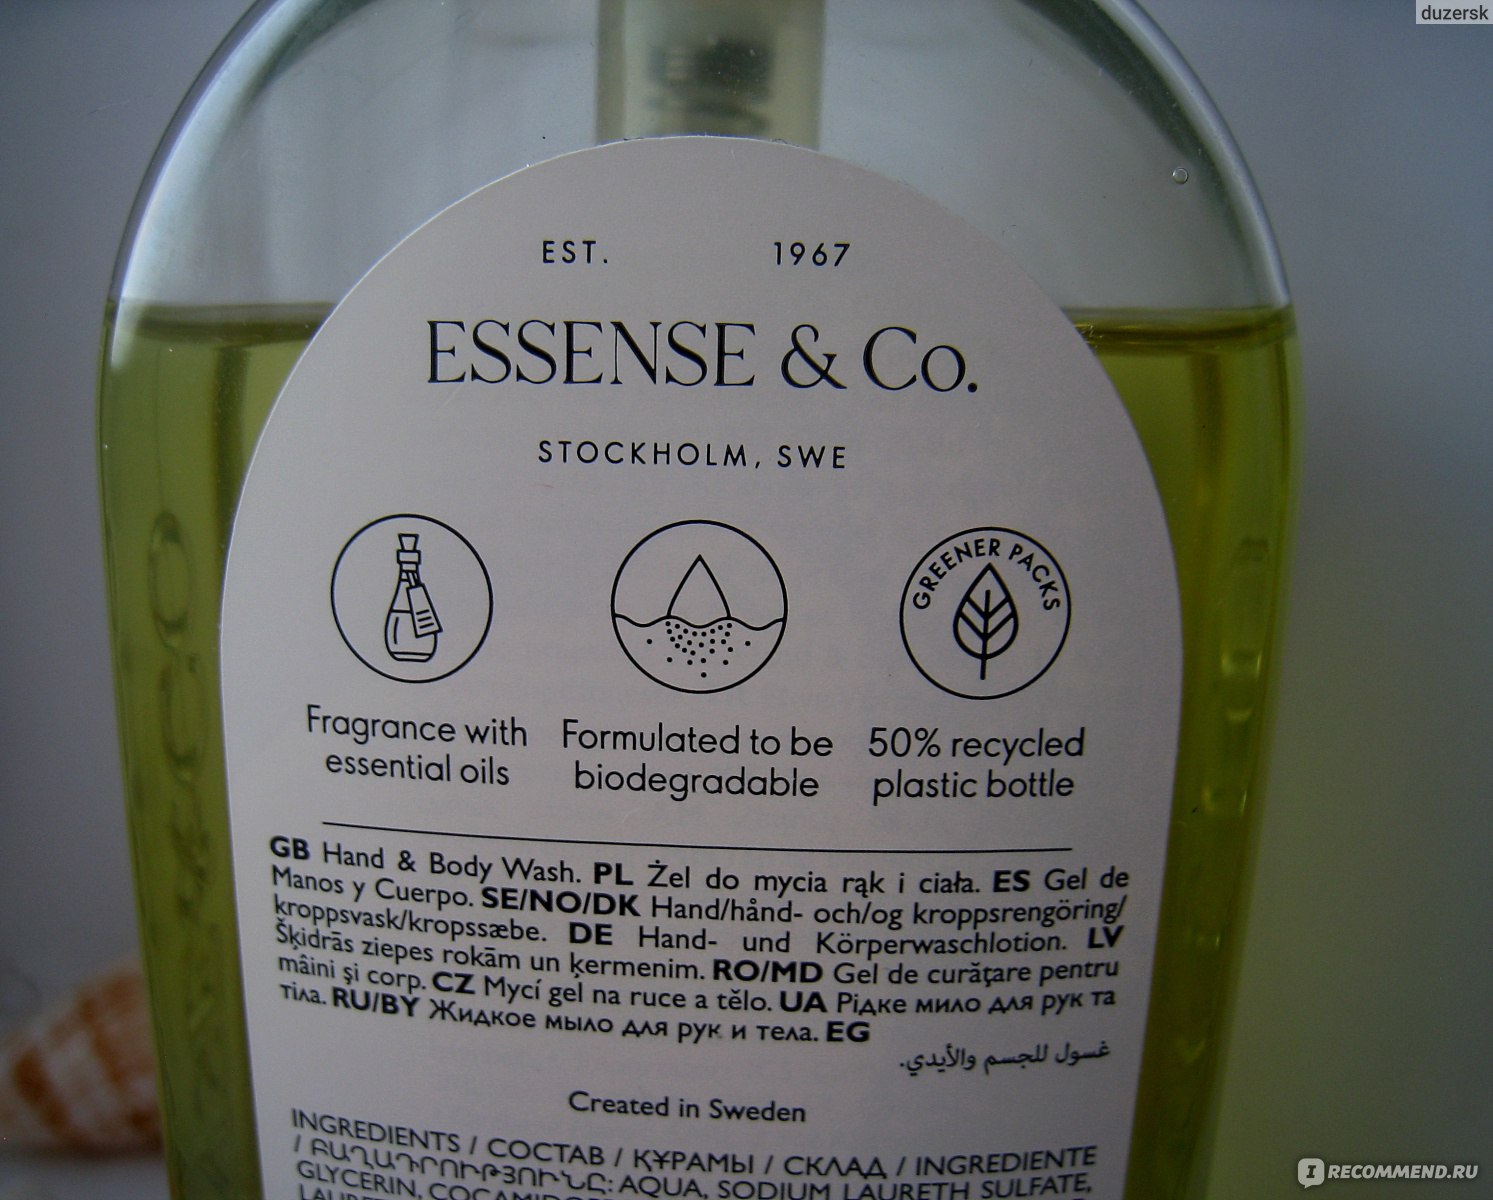 duzersk
EST. 1967
ESSENSE & Co.
STOCKHOLM, SWE
GREENER PACKS
Fragrance with
essential oils
Formulated to be
biodegradable
50% recycled
plastic bottle
GB Hand & Body Wash. PL Żel do mycia rąk i ciała. ES Gel de
Manos y Cuerpo. SE/NO/DK Hand/hånd- och/og kroppsrengöring/
kroppsvask/kropssæbe. DE Hand- und Körperwaschlotion. LV
Šķidrās ziepes rokām un ķermenim. RO/MD Gel de curăţare pentru
mâini şi corp. CZ Mycí gel na ruce a tělo. UA Рідке мило для рук та
тіла. RU/BY Жидкое мыло для рук и тела. EG
غسول للجسم والأيدي.
Created in Sweden
INGREDIENTS / СОСТАВ / ҚҰРАМЫ / СКЛАД / INGREDIENTE
/ ԲԱՂԱԴՐՈՒԹՅՈՒՆԸ: AQUA, SODIUM LAURETH SULFATE,
GLYCERIN,
IRECOMMEND.RU